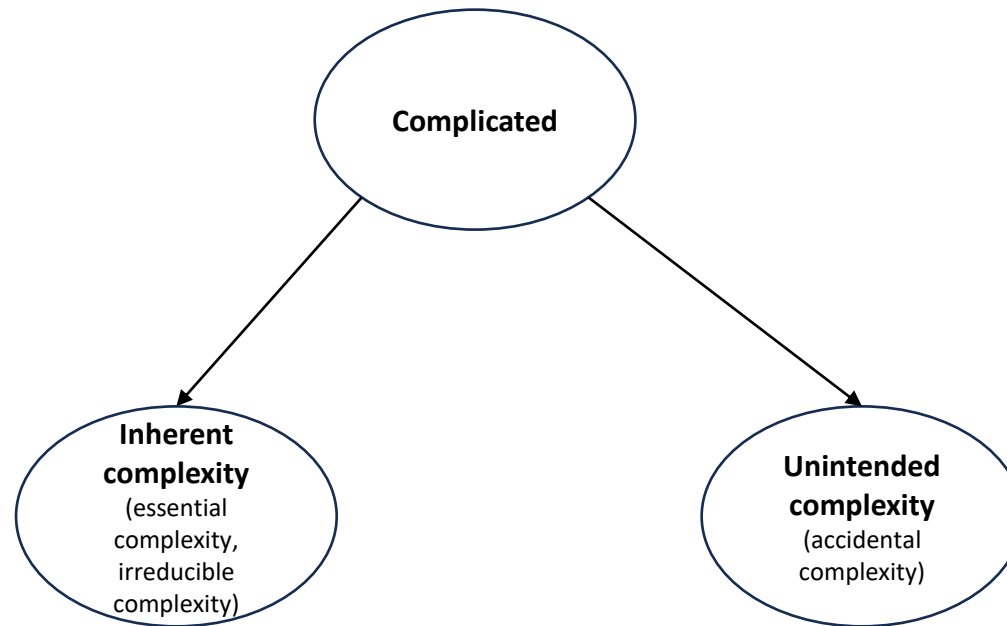 Complicated
Inherent
complexity
(essential
complexity,
irreducible
complexity)
Unintended
complexity
(accidental
complexity)